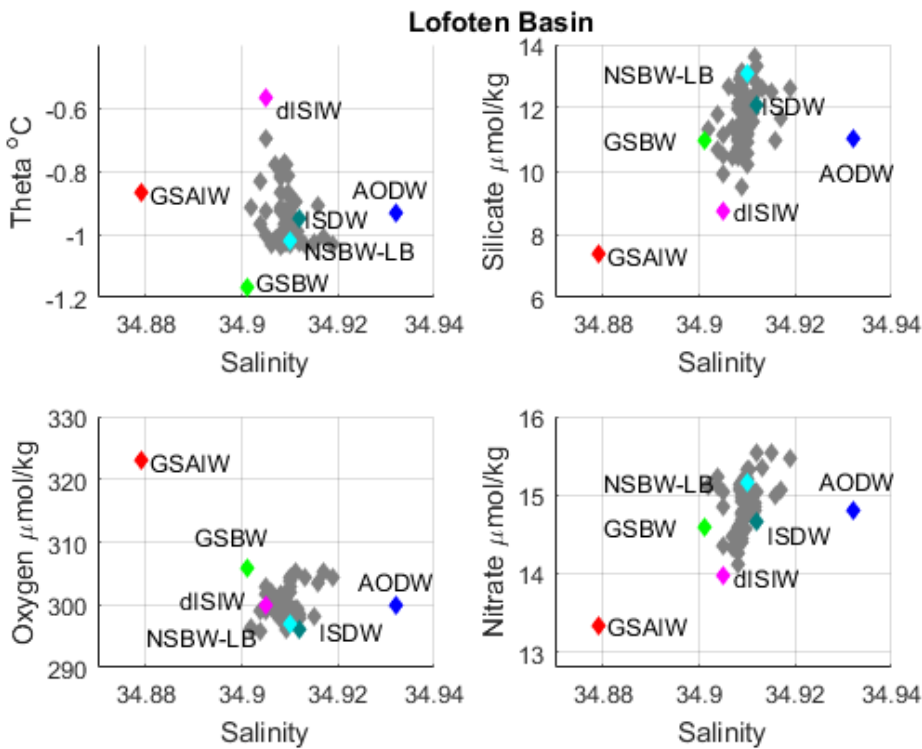 Lofoten Basin
Theta °C
-0.6
-0.8
-1
-1.2
34.88
34.9
34.92
34.94
Salinity
dISIW
GSAIW
AODW
ISDW
NSBW-LB
GSBW
Silicate μmol/kg
14
12
10
8
6
34.88
34.9
34.92
34.94
Salinity
NSBW-LB
ISDW
GSBW
AODW
dISIW
GSAIW
Oxygen μmol/kg
330
320
310
300
290
34.88
34.9
34.92
34.94
Salinity
GSAIW
GSBW
dISIW
AODW
NSBW-LB
ISDW
Nitrate μmol/kg
16
15
14
13
34.88
34.9
34.92
34.94
Salinity
NSBW-LB
AODW
GSBW
ISDW
dISIW
GSAIW